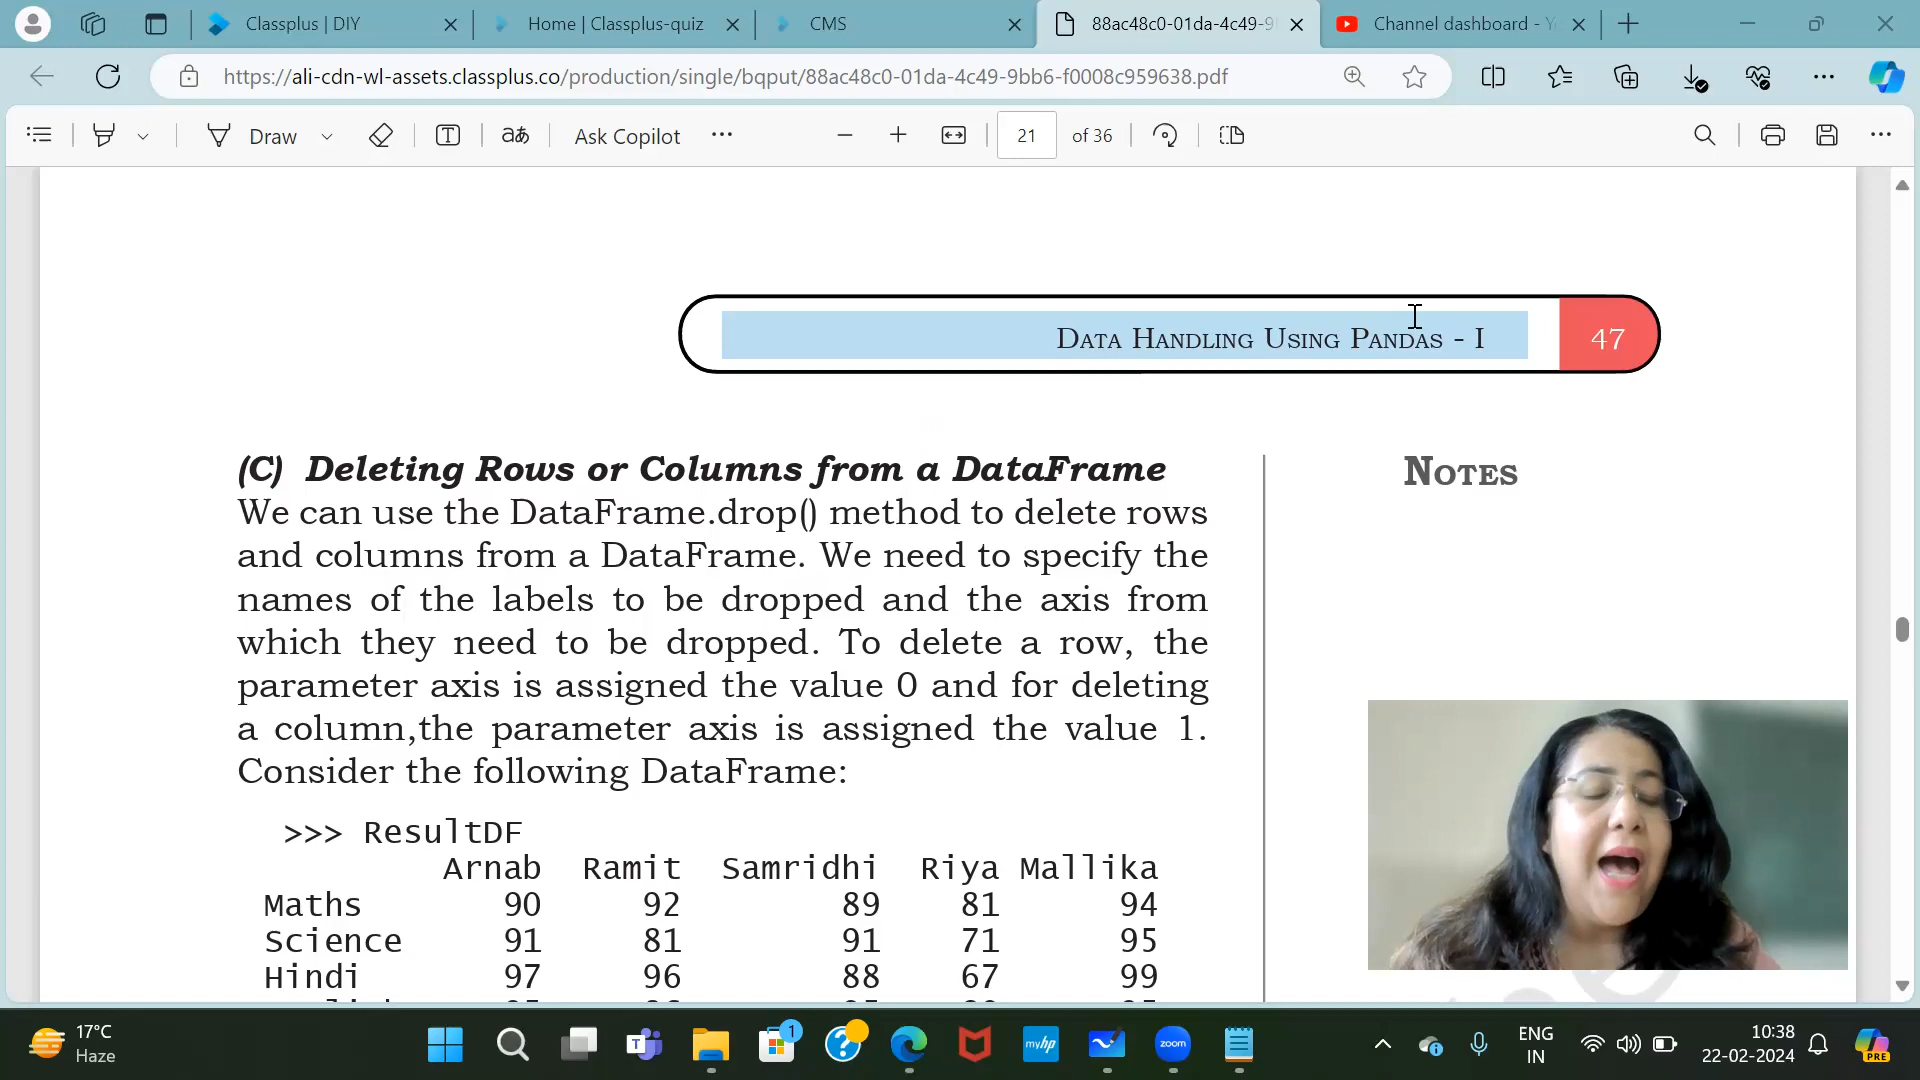 Classplus | DIY
Home | Classplus-quiz
CMS
88ac48c0-01da-4c49-9
Channel dashboard - Y
https://ali-cdn-wl-assets.classplus.co/production/single/bqput/88ac48c0-01da-4c49-9bb6-f0008c959638.pdf
Draw
aあ
Ask Copilot
21 of 36
Data Handling Using Pandas - I 47
(C) Deleting Rows or Columns from a DataFrame
We can use the DataFrame.drop() method to delete rows
and columns from a DataFrame. We need to specify the
names of the labels to be dropped and the axis from
which they need to be dropped. To delete a row, the
parameter axis is assigned the value 0 and for deleting
a column,the parameter axis is assigned the value 1.
Consider the following DataFrame:
Notes
>>> ResultDF
Arnab Ramit Samridhi Riya Mallika
Maths 90 92 89 81 94
Science 91 81 91 71 95
Hindi 97 96 88 67 99
17°C
Haze
1
myhp
zoom
ENG
IN
10:38
22-02-2024
PRE